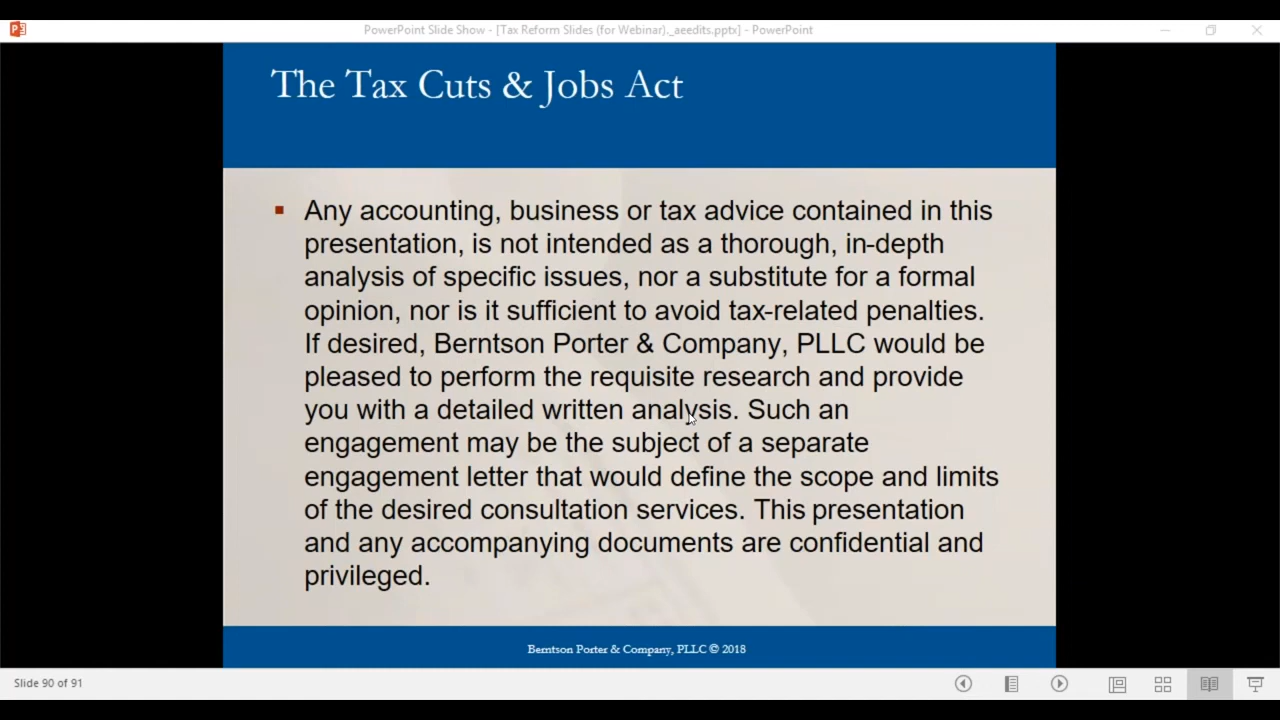 PowerPoint Slide Show - [Tax Reform Slides (for Webinar)._aeedits.pptx] - PowerPoint
The Tax Cuts & Jobs Act
Any accounting, business or tax advice contained in this
presentation, is not intended as a thorough, in-depth
analysis of specific issues, nor a substitute for a formal
opinion, nor is it sufficient to avoid tax-related penalties.
If desired, Berntson Porter & Company, PLLC would be
pleased to perform the requisite research and provide
you with a detailed written analysis. Such an
engagement may be the subject of a separate
engagement letter that would define the scope and limits
of the desired consultation services. This presentation
and any accompanying documents are confidential and
privileged.
Berntson Porter & Company, PLLC © 2018
Slide 90 of 91